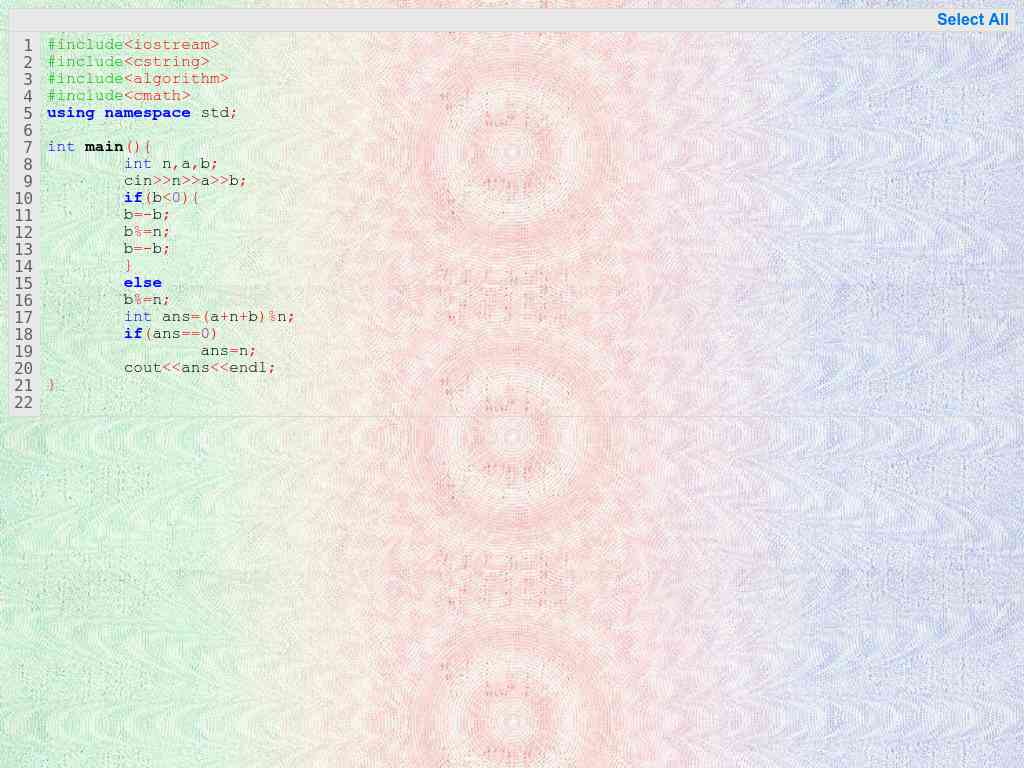 Select All
1 #include<iostream>
2 #include<cstring>
3 #include<algorithm>
4 #include<cmath>
5 using namespace std;
6
7 int main(){
8         int n,a,b;
9         cin>>n>>a>>b;
10         if(b<0){
11         b=-b;
12         b%=n;
13         b=-b;
14         }
15         else
16         b%=n;
17         int ans=(a+n+b)%n;
18         if(ans==0)
19                 ans=n;
20         cout<<ans<<endl;
21 }
22